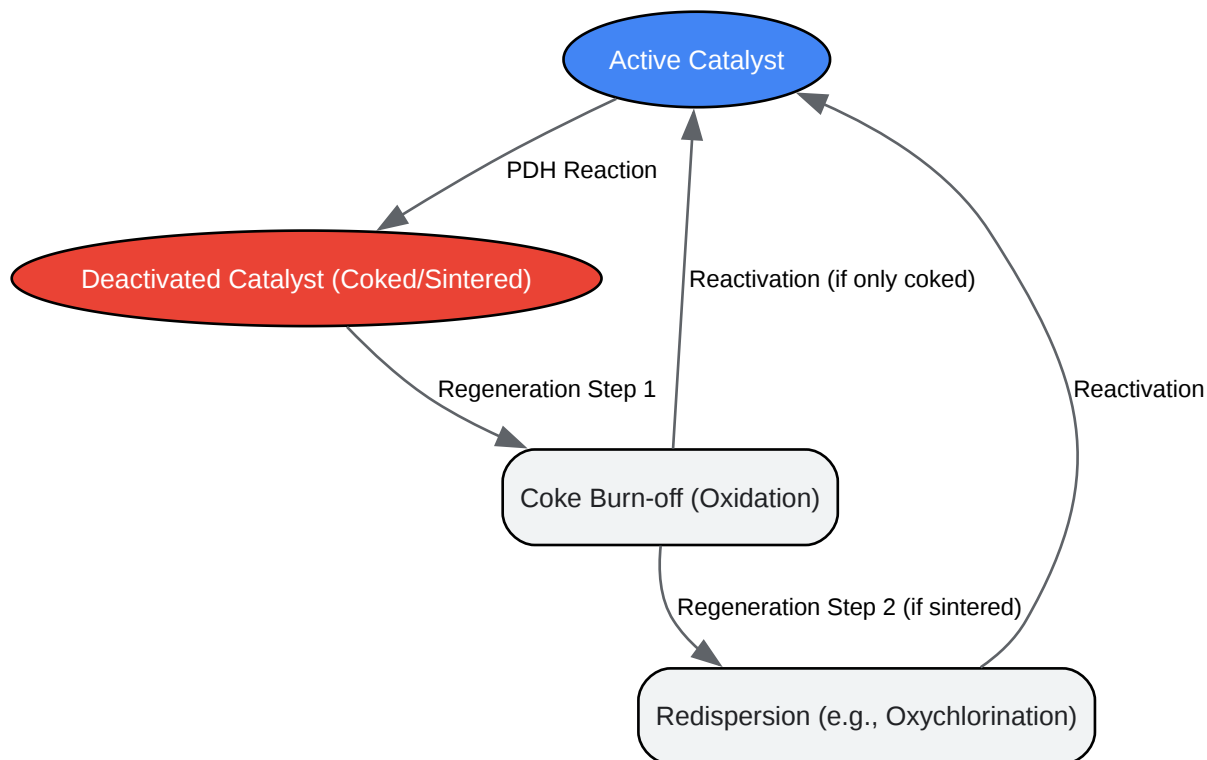 Active Catalyst
PDH Reaction
Deactivated Catalyst (Coked/Sintered)
Reactivation (if only coked)
Regeneration Step 1
Reactivation
Coke Burn-off (Oxidation)
Regeneration Step 2 (if sintered)
Redispersion (e.g., Oxychlorination)